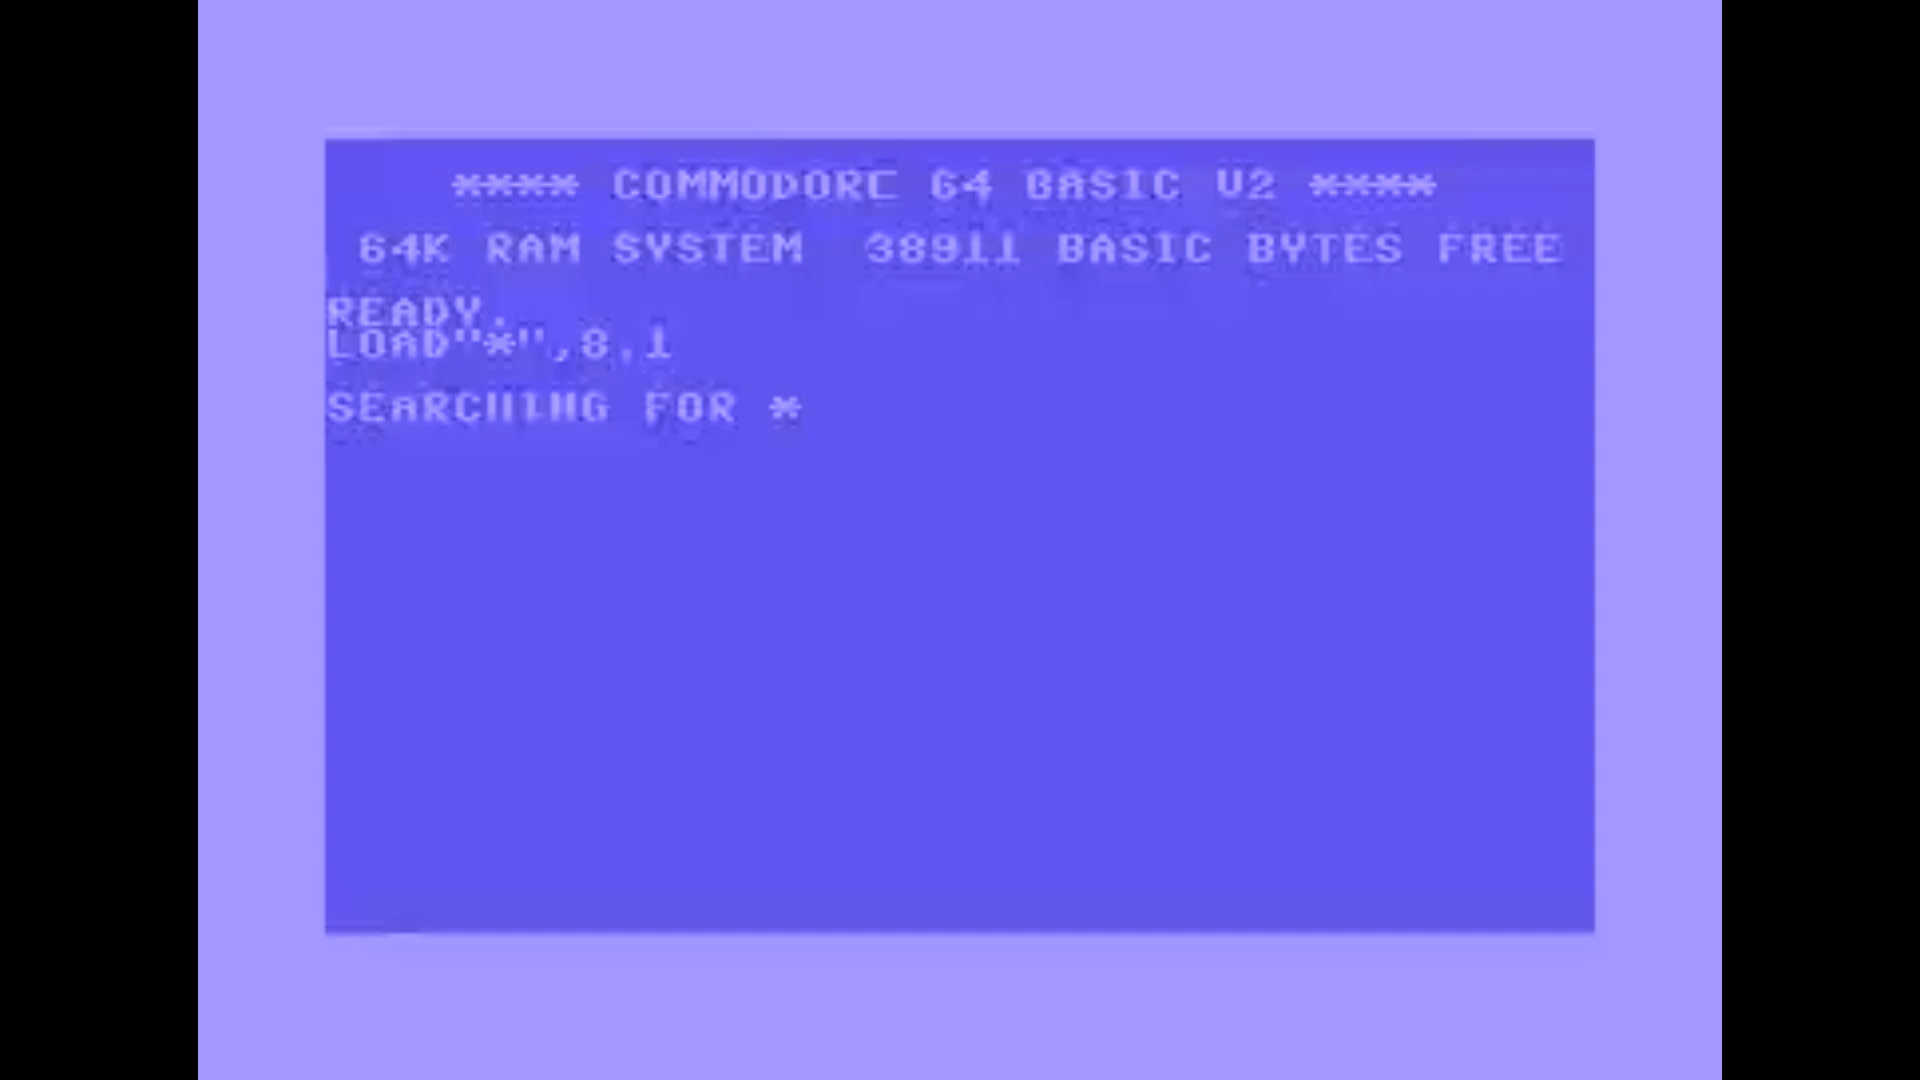 **** COMMODORE 64 BASIC V2 ****
64K RAM SYSTEM  38911 BASIC BYTES FREE
READY.
LOAD"*",8,1
SEARCHING FOR *